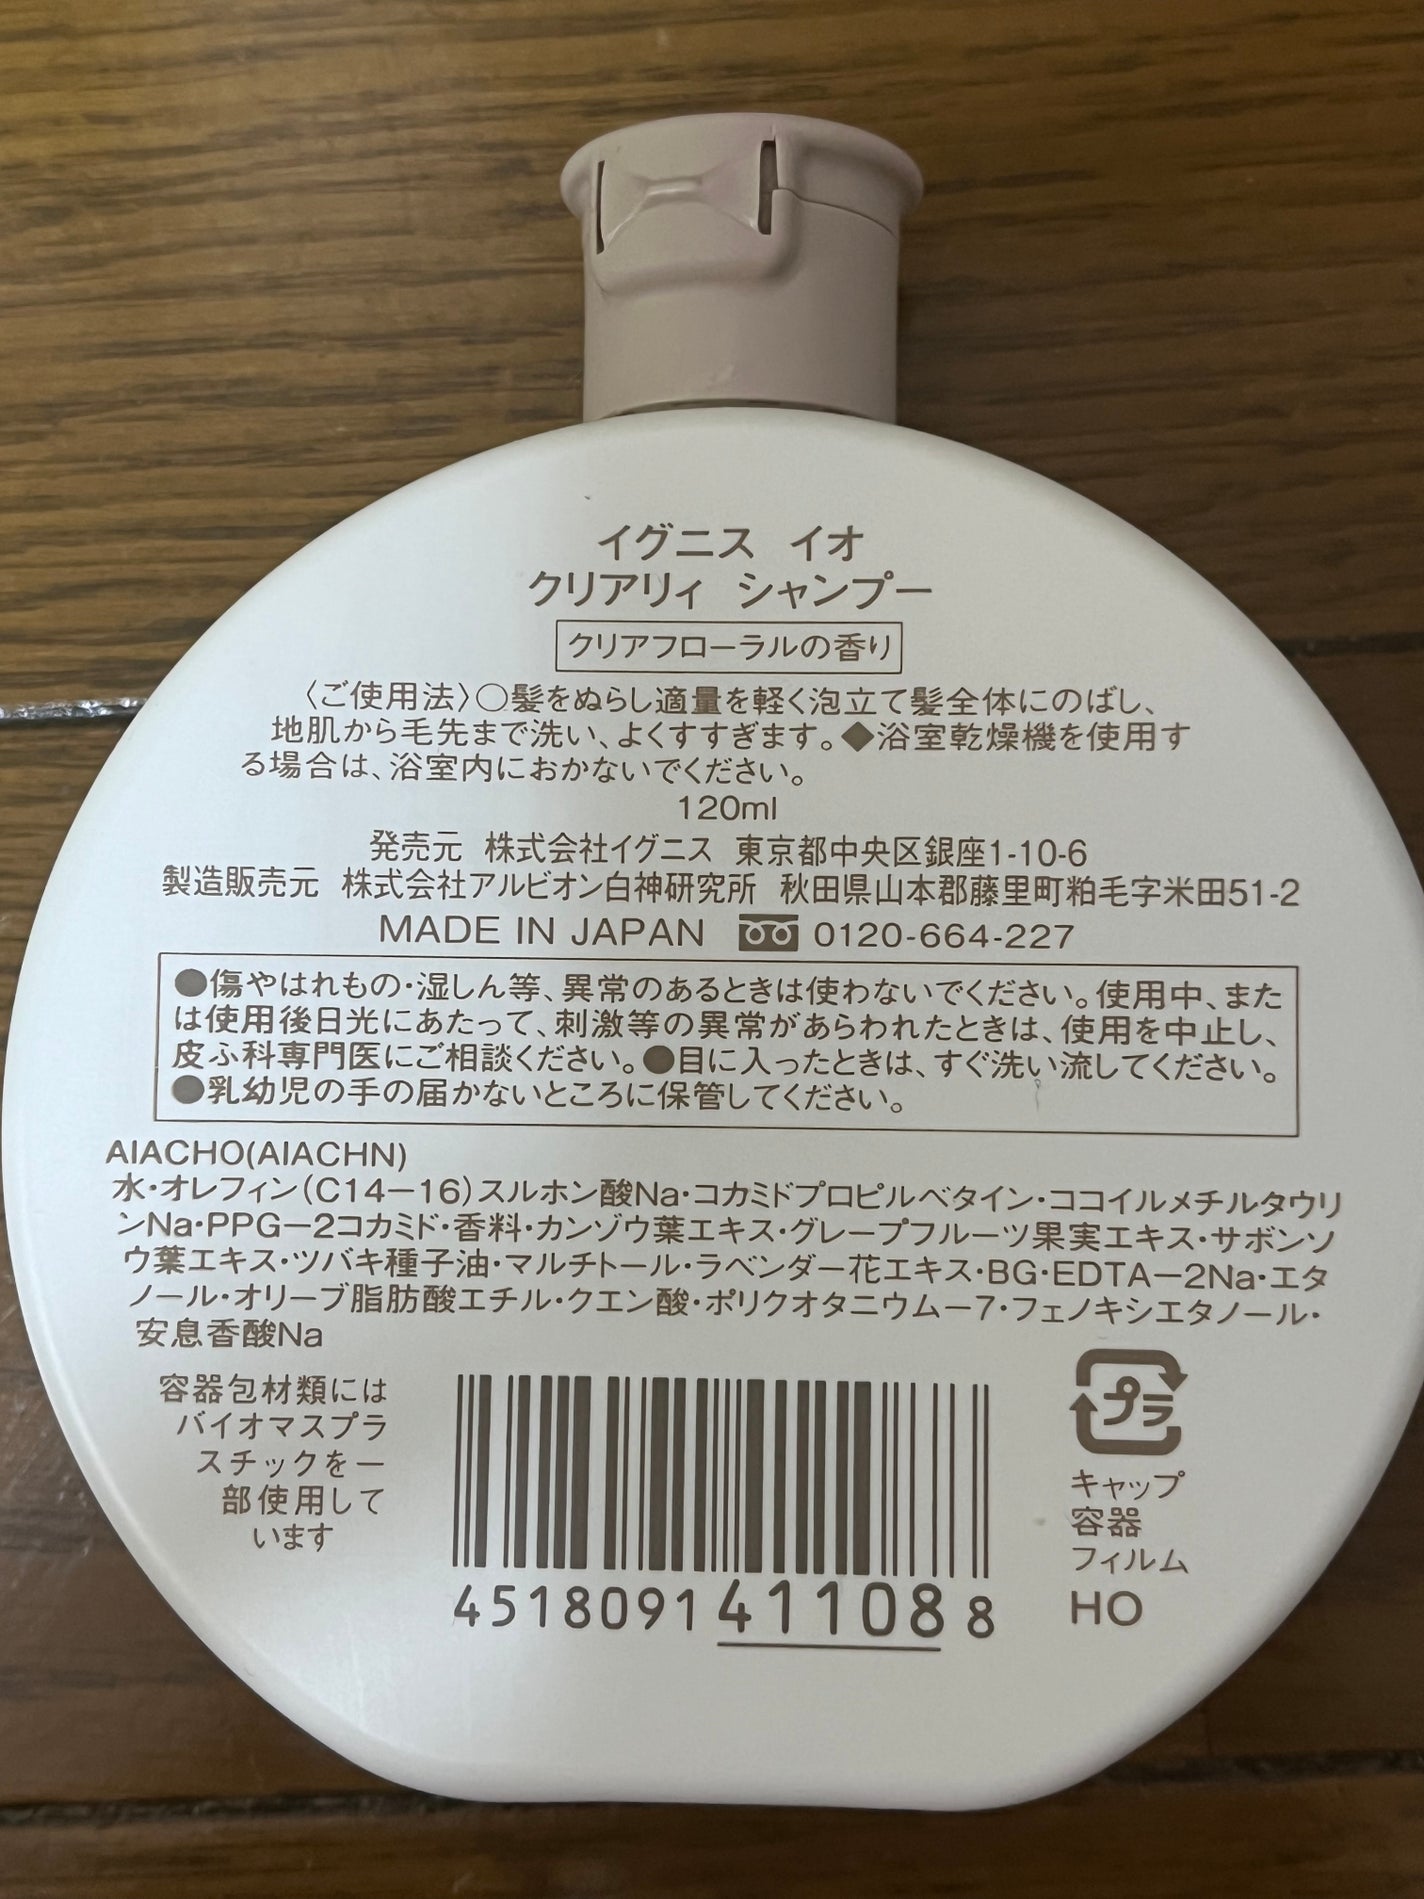 イグニス イオ
クリアリィ シャンプー
クリアフローラルの香り
〈ご使用法〉○髪をぬらし適量を軽く泡立て髪全体にのばし、
地肌から毛先まで洗い、よくすすぎます。◆浴室乾燥機を使用す
る場合は、浴室内におかないでください。
120ml
発売元 株式会社イグニス 東京都中央区銀座1-10-6
製造販売元 株式会社アルビオン白神研究所 秋田県山本郡藤里町粕毛字米田51-2
MADE IN JAPAN 0120-664-227
●傷やはれもの・湿しん等、異常のあるときは使わないでください。使用中、また
は使用後日光にあたって、刺激等の異常があらわれたときは、使用を中止し、
皮ふ科専門医にご相談ください。●目に入ったときは、すぐ洗い流してください。
●乳幼児の手の届かないところに保管してください。
AIACHO(AIACHN)
水・オレフィン(C14－16)スルホン酸Na・コカミドプロピルベタイン・ココイルメチルタウリ
ンNa・PPG－2コカミド・香料・カンゾウ葉エキス・グレープフルーツ果実エキス・サボンソ
ウ葉エキス・ツバキ種子油・マルチトール・ラベンダー花エキス・BG・EDTA－2Na・エタ
ノール・オリーブ脂肪酸エチル・クエン酸・ポリクオタニウム－7・フェノキシエタノール・
安息香酸Na
容器包材類には
バイオマスプラ
スチックを一
部使用して
います
4518091411088
プラ
キャップ
容器
フィルム
HO